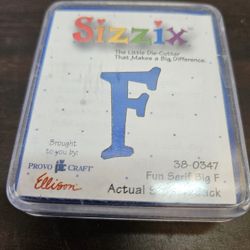 Sizzix
The Little Die-Cutter
That Makes a Big Difference.
F
Brought
to you by:
PROVO CRAFT
Ellison
38-0347
Fun Serif Big F
Actual